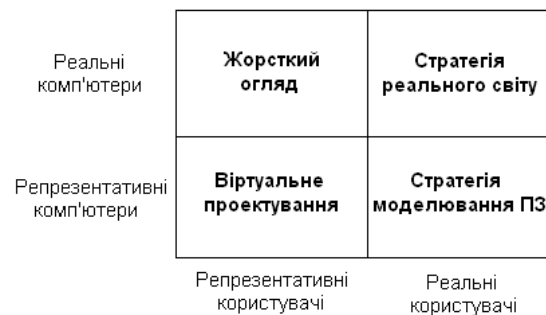 Реальні
комп'ютери
Жорсткий
огляд
Стратегія
реального світу
Репрезентативні
комп'ютери
Віртуальне
проектування
Стратегія
моделювання ПЗ
Репрезентативні
користувачі
Реальні
користувачі